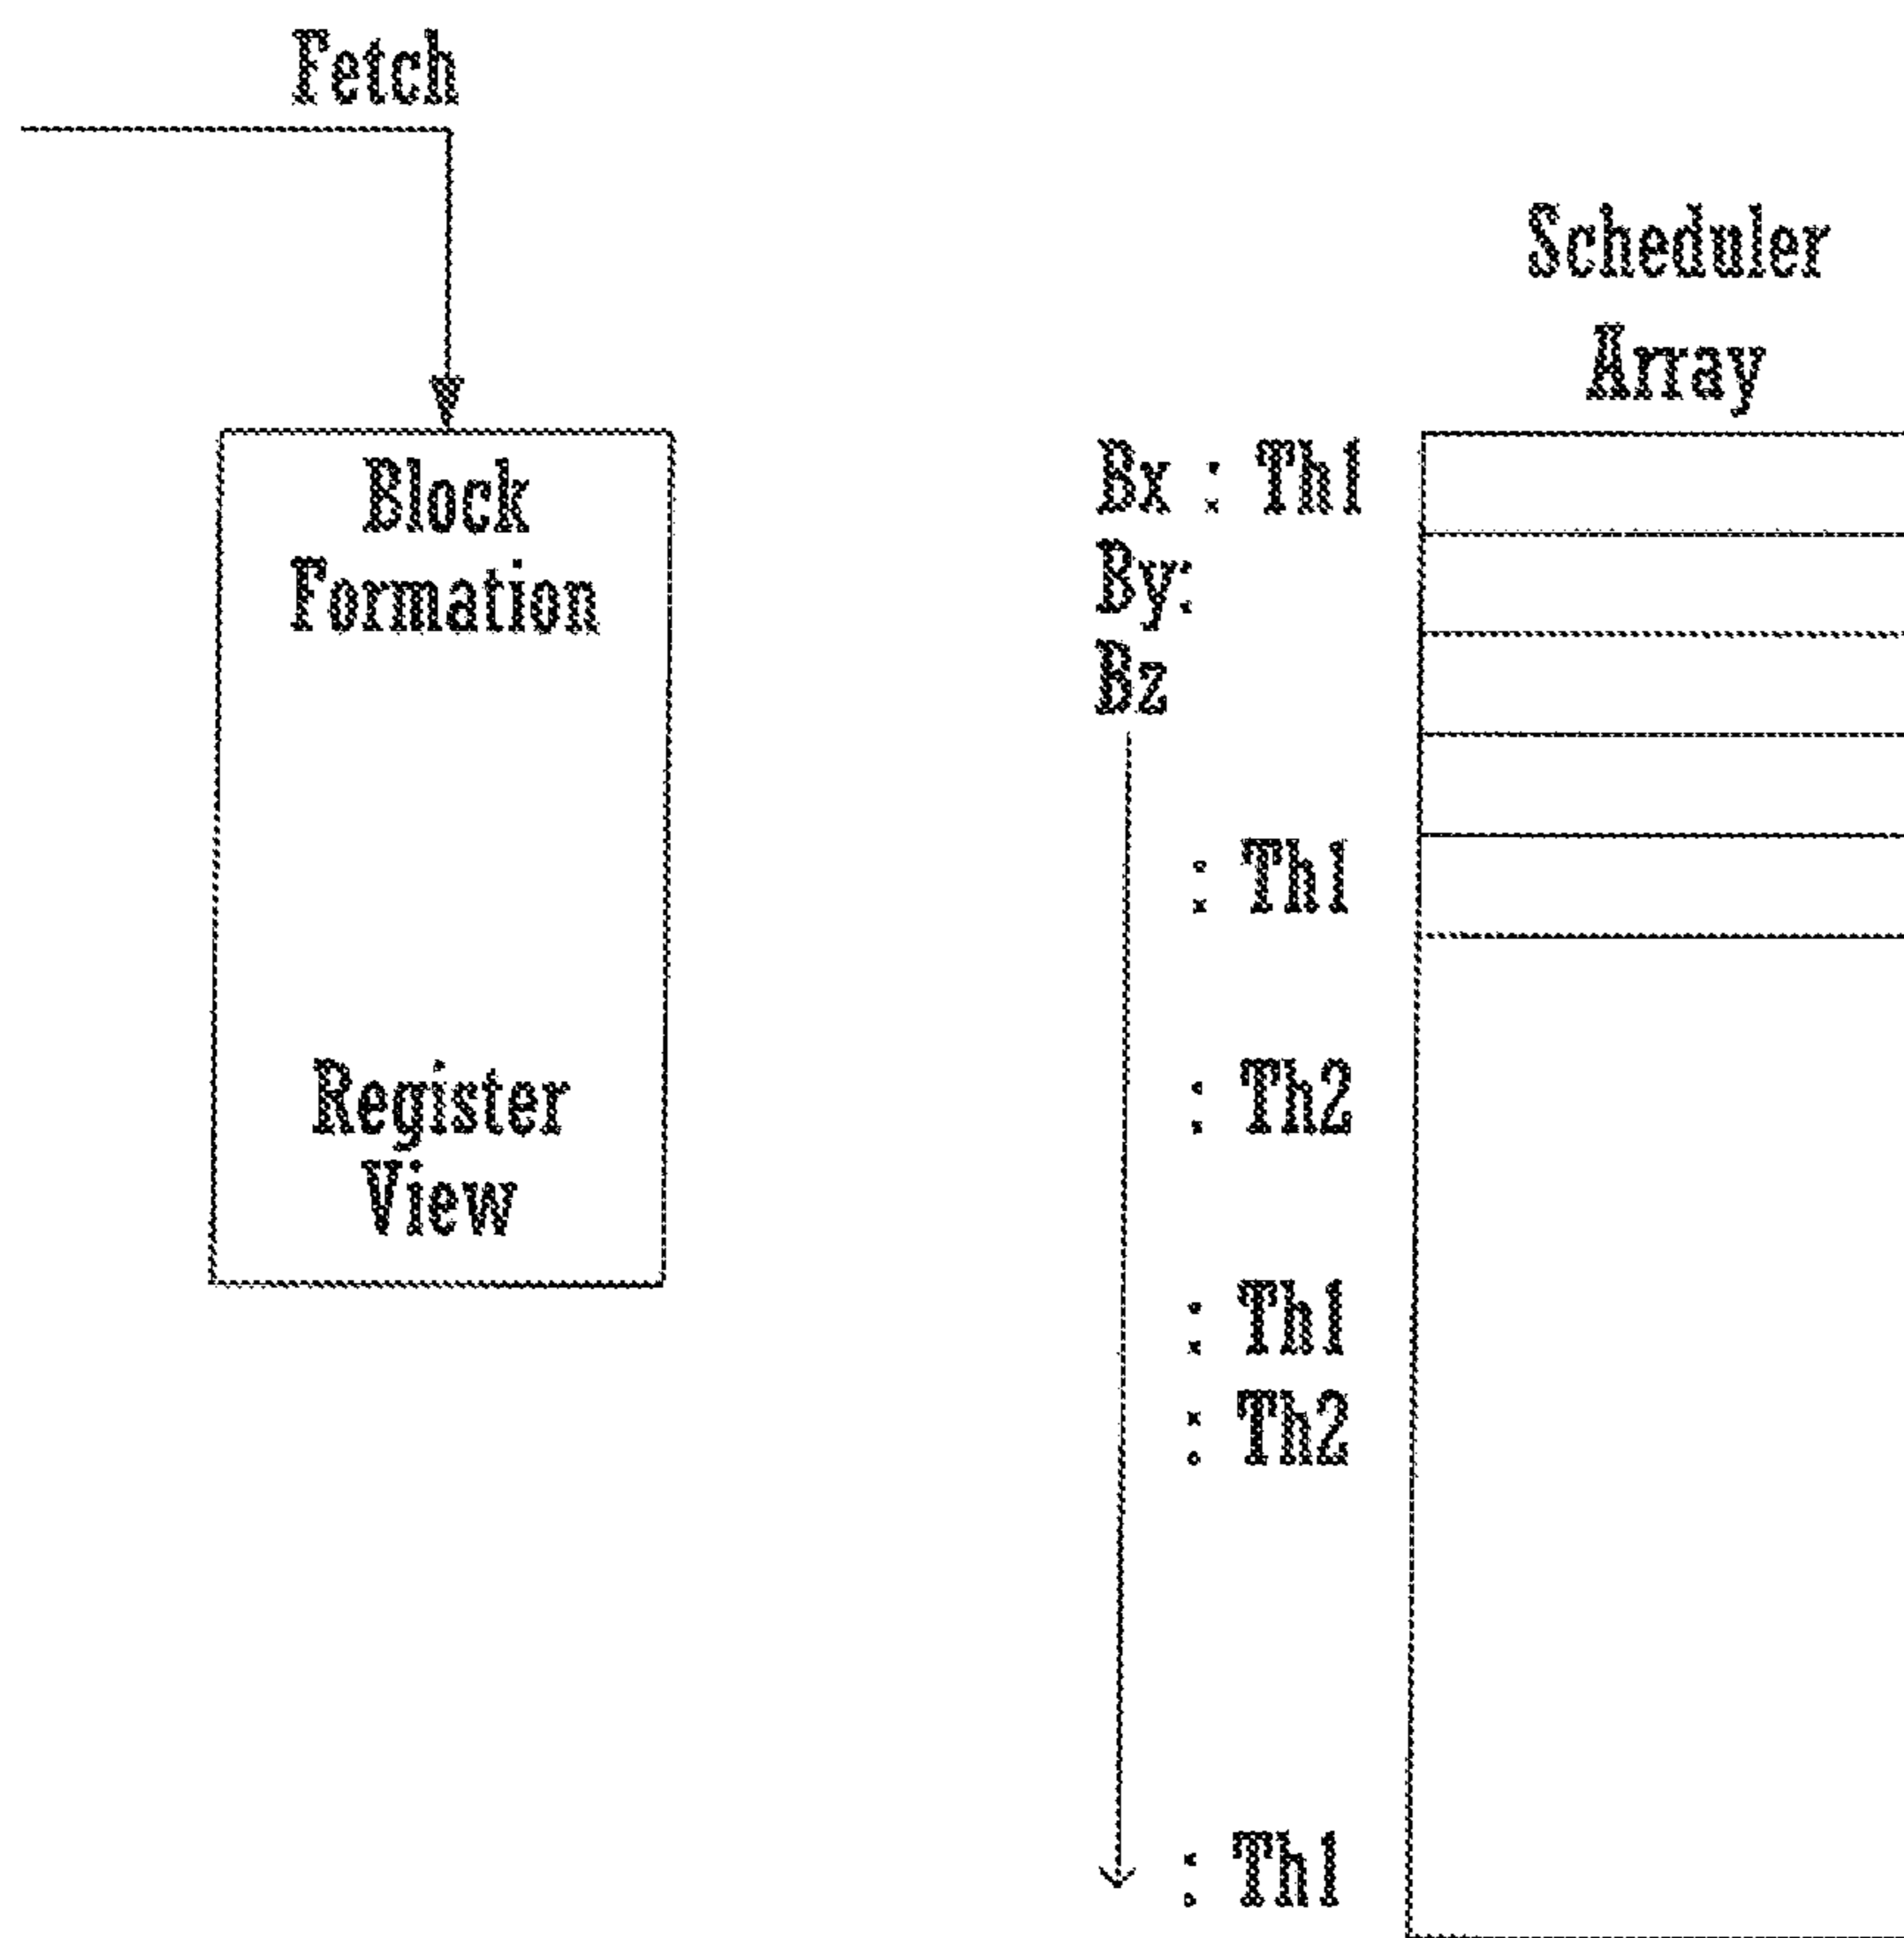 Fetch
Block
Formation
Register
View
Scheduler
Array
Bx : Th1
By:
Bz
: Th1
: Th2
: Th1
: Th2
: Th1